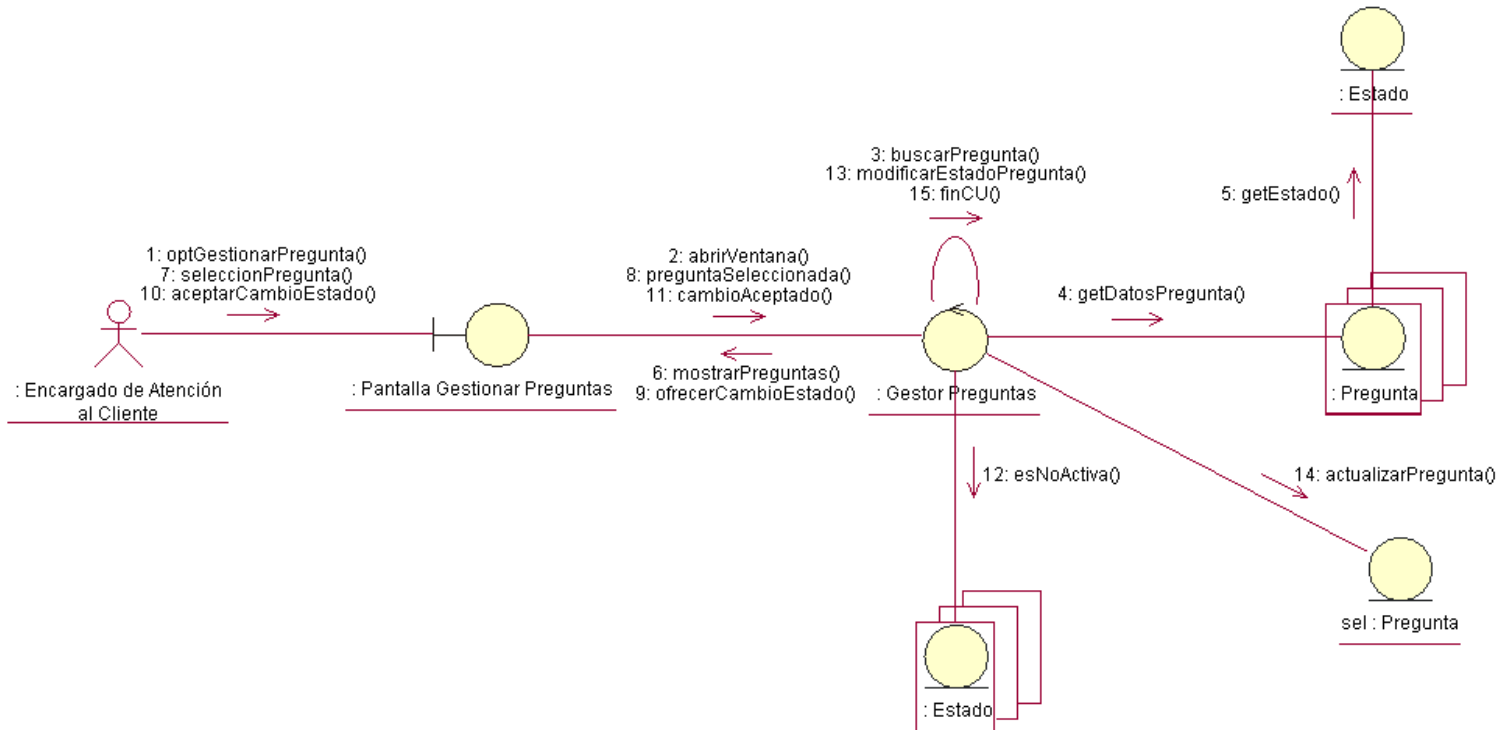 : Estado
3: buscarPregunta()
13: modificarEstadoPregunta()
15: finCU()
5: getEstado()
1: optGestionarPregunta()
7: seleccionPregunta()
10: aceptarCambioEstado()
2: abrirVentana()
8: preguntaSeleccionada()
11: cambioAceptado()
4: getDatosPregunta()
6: mostrarPreguntas()
9: ofrecerCambioEstado()
: Encargado de Atención
al Cliente
: Pantalla Gestionar Preguntas
: Gestor Preguntas
: Pregunta
12: esNoActiva()
14: actualizarPregunta()
sel : Pregunta
: Estado